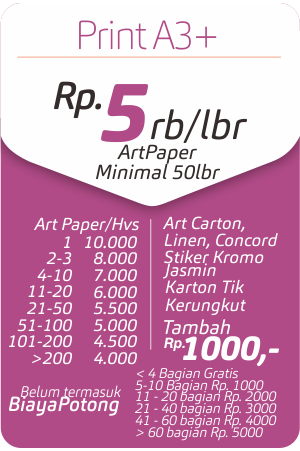 Print A3+
Rp.5rb/lbr
ArtPaper
Minimal 50lbr
Art Paper/Hvs
1 10.000
2-3 8.000
4-10 7.000
11-20 6.000
21-50 5.500
51-100 5.000
101-200 4.500
>200 4.000
Belum termasuk
BiayaPotong
Art Carton,
Linen, Concord
Stiker Kromo
Jasmin
Karton Tik
Kerungkut
Tambah
Rp.1000,-
< 4 Bagian Gratis
5-10 Bagian Rp. 1000
11 - 20 bagian Rp. 2000
21 - 40 bagian Rp. 3000
41 - 60 bagian Rp. 4000
> 60 bagian Rp. 5000